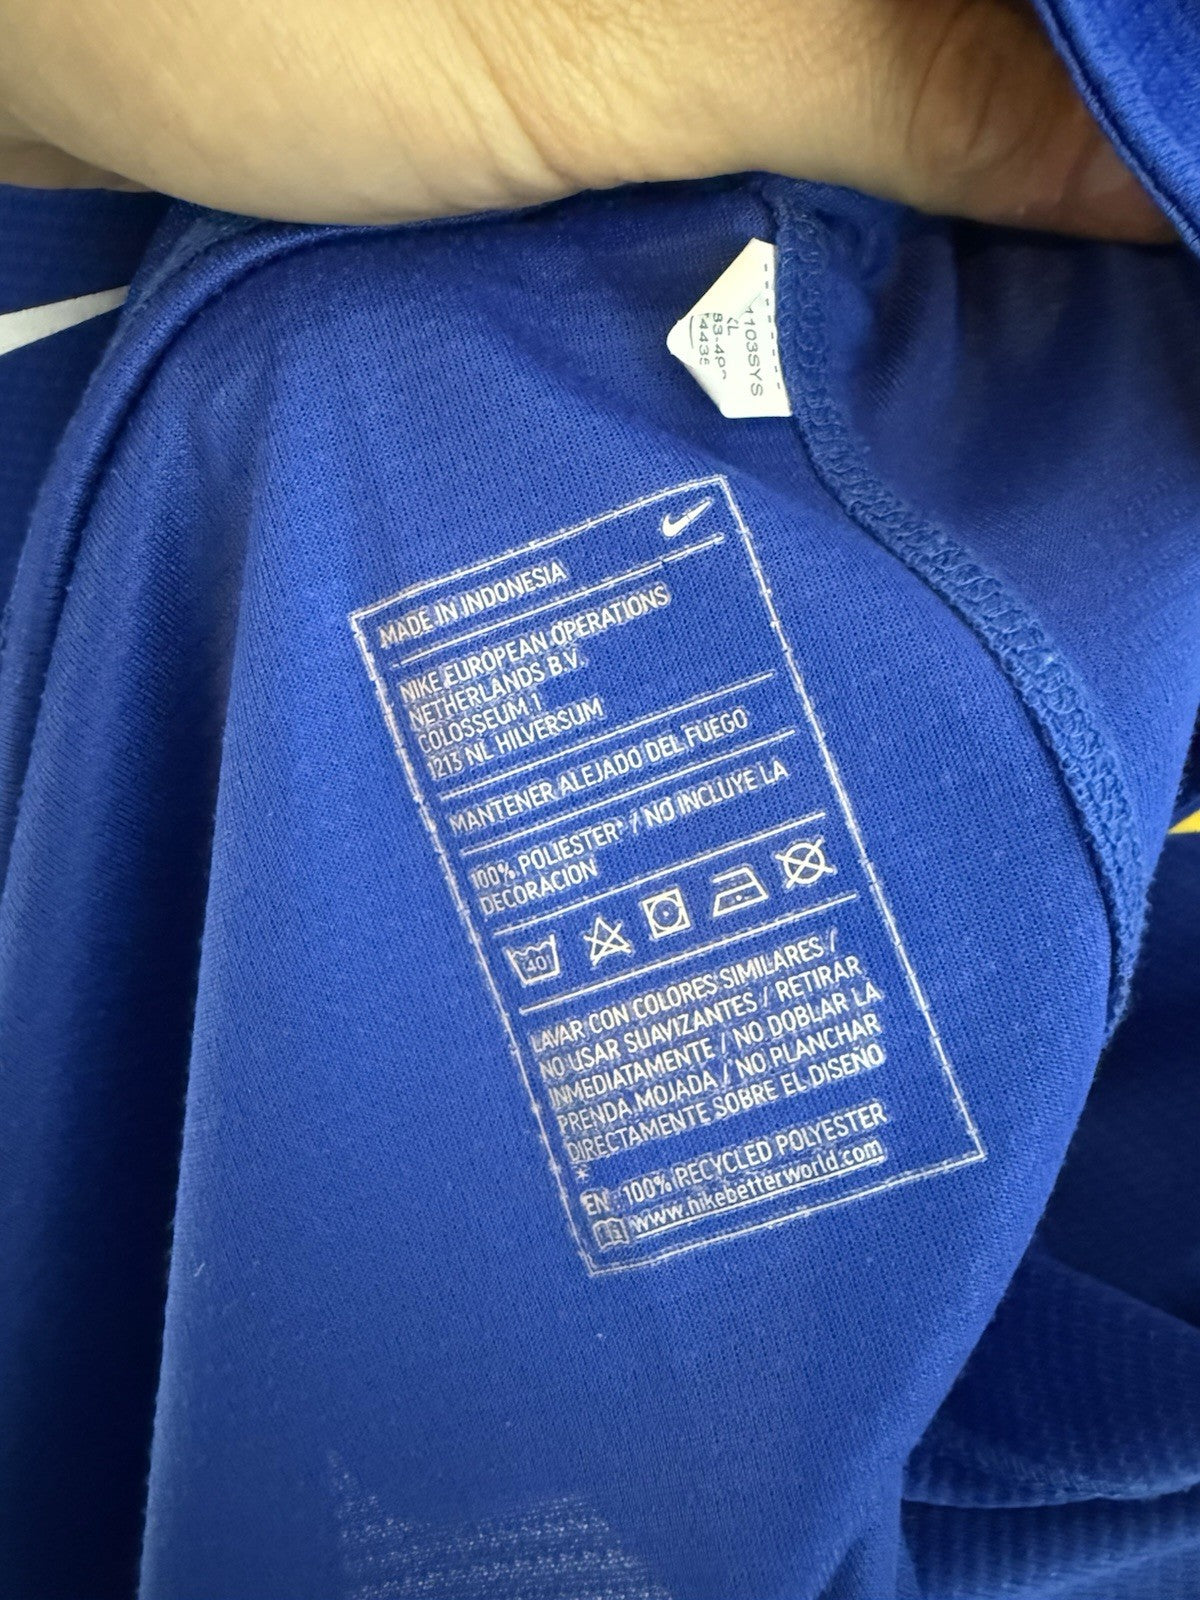 1103SYS
XL
MADE IN INDONESIA
NIKE EUROPEAN OPERATIONS
NETHERLANDS B.V.
COLOSSEUM 1
1213 NL HILVERSUM
MANTENER ALEJADO DEL FUEGO
100% POLIESTER* / NO INCLUYE LA
DECORACION
40
LAVAR CON COLORES SIMILARES /
NO USAR SUAVIZANTES / RETIRAR
INMEDIATAMENTE / NO DOBLAR LA
PRENDA MOJADA / NO PLANCHAR
DIRECTAMENTE SOBRE EL DISEÑO
*
EN : 100% RECYCLED POLYESTER
www.nikebetterworld.com